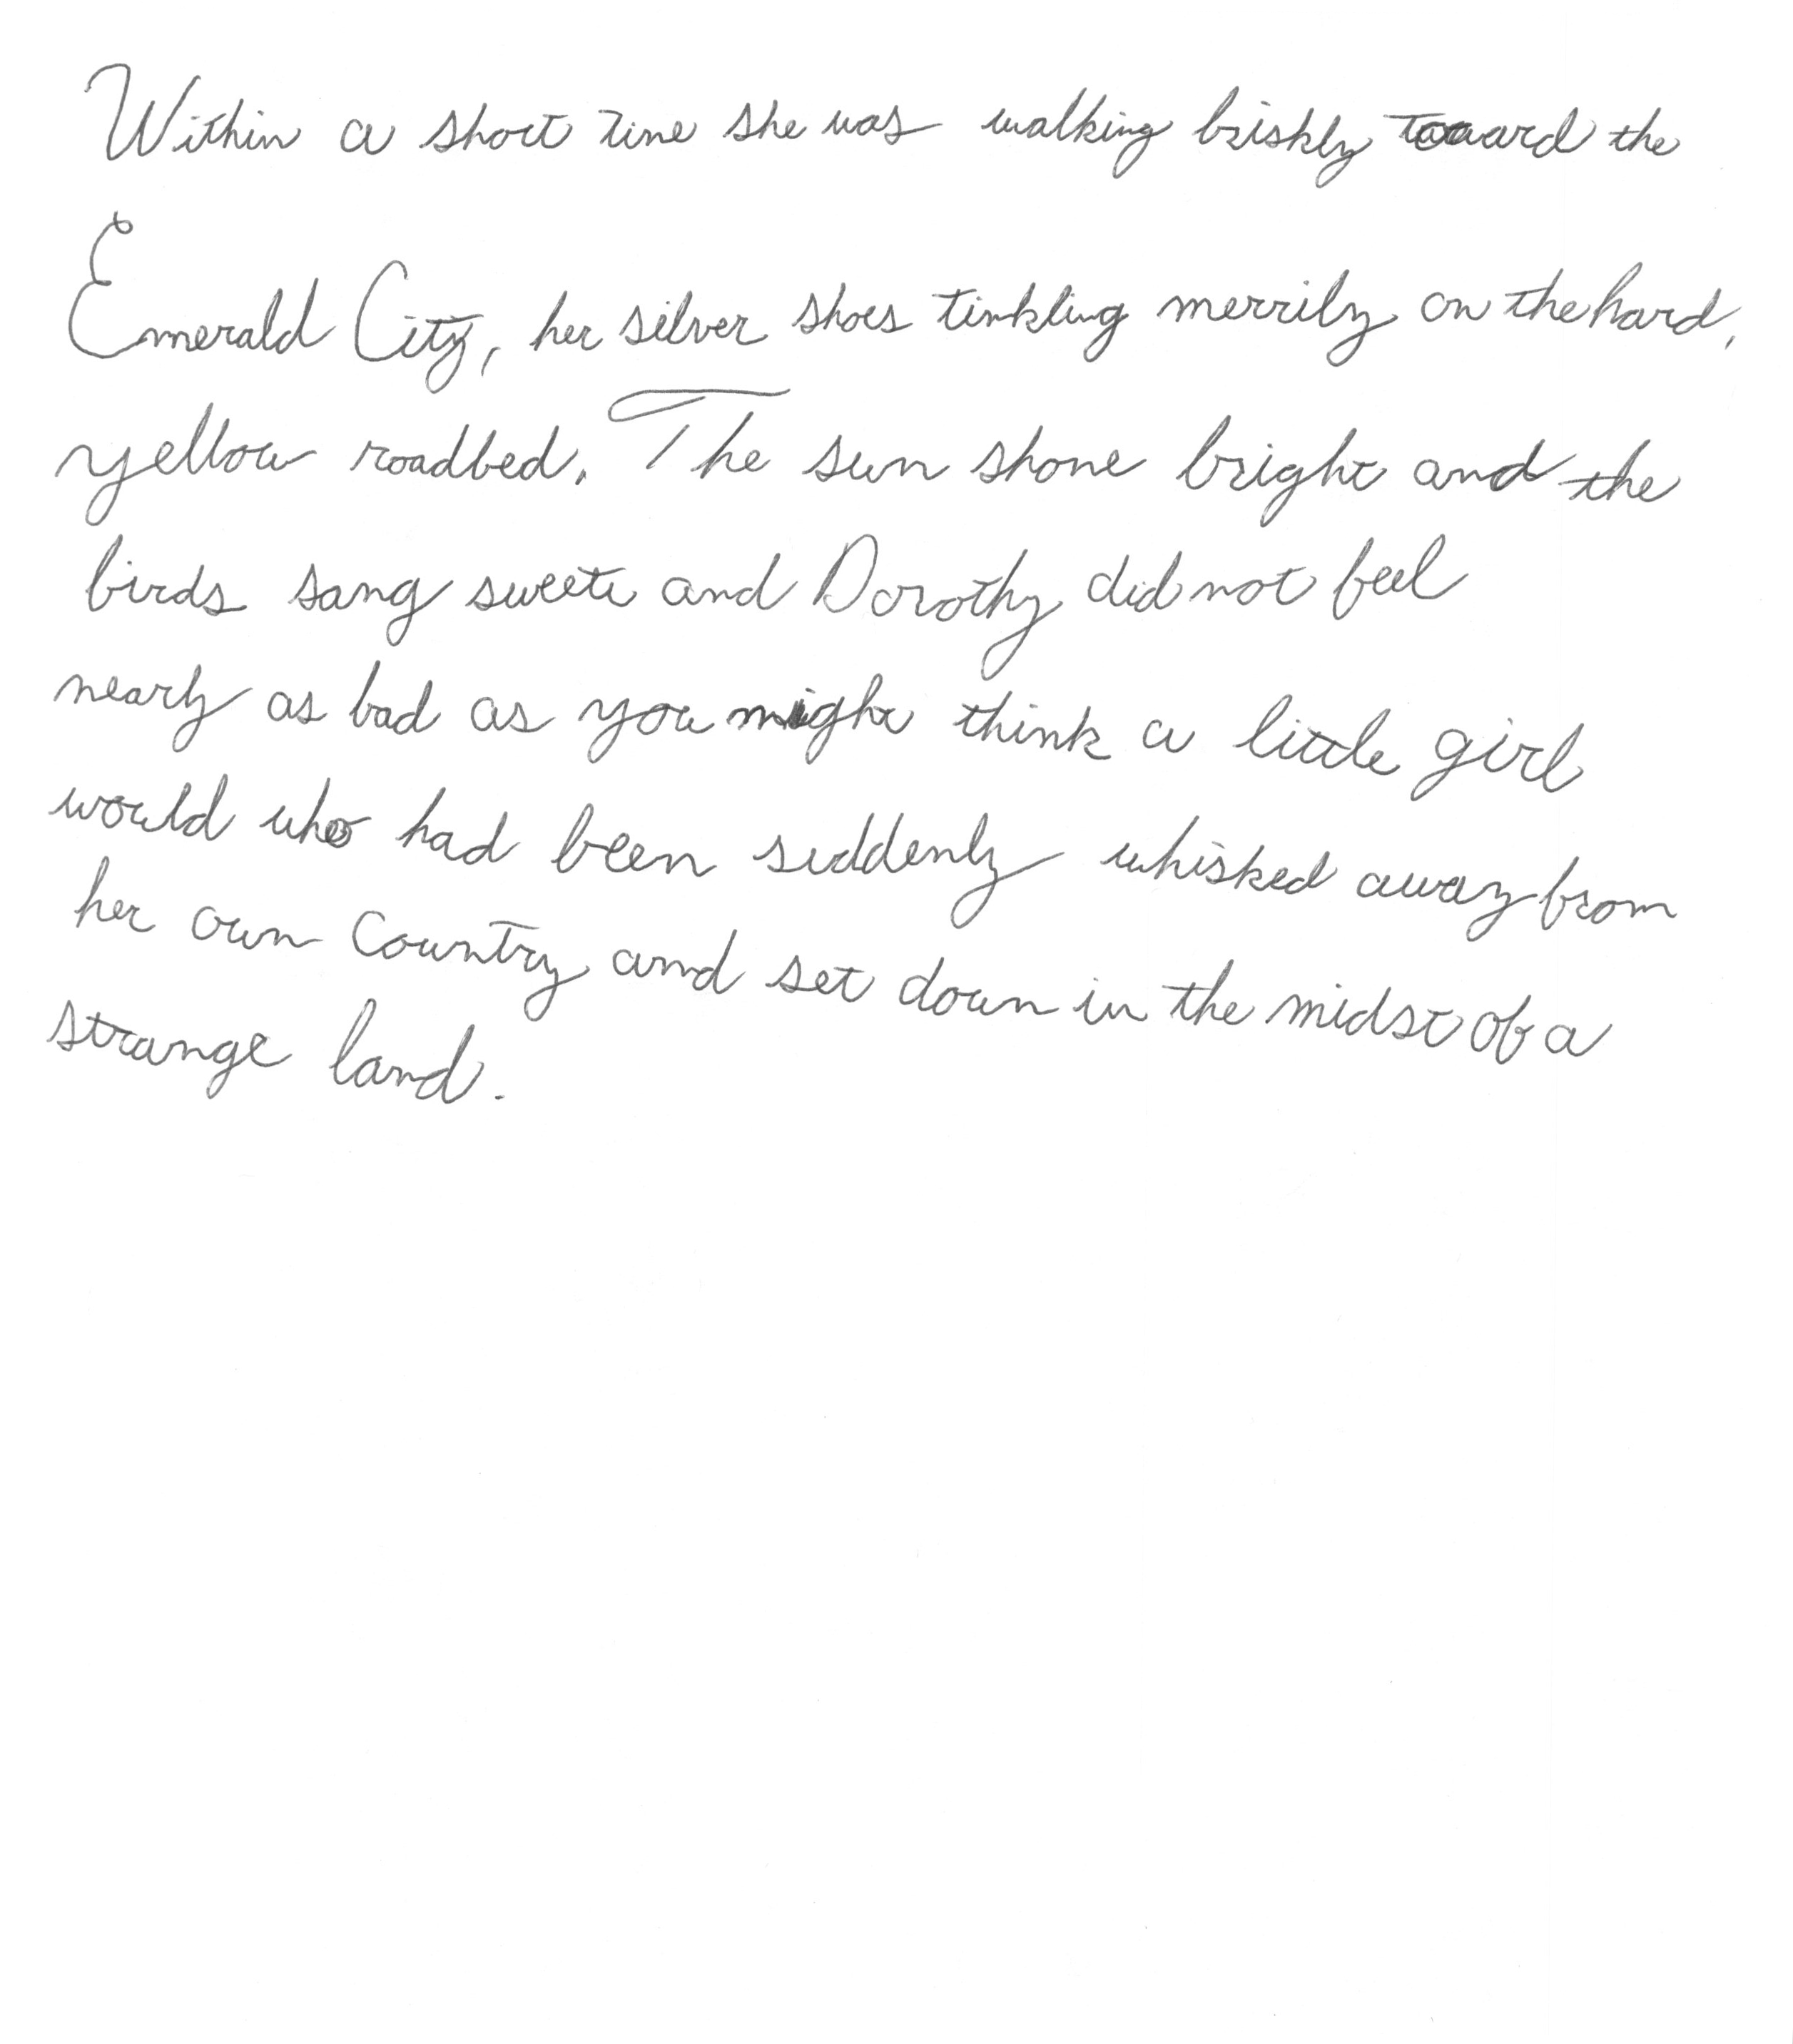 Within a short time she was walking briskly toward the
Emerald City, her silver shoes tinkling merrily on the hard,
yellow roadbed. The sun shone bright and the
birds sang sweet and Dorothy did not feel
nearly as bad as you might think a little girl
would who had been suddenly whisked away from
her own country and set down in the midst of a
strange land.